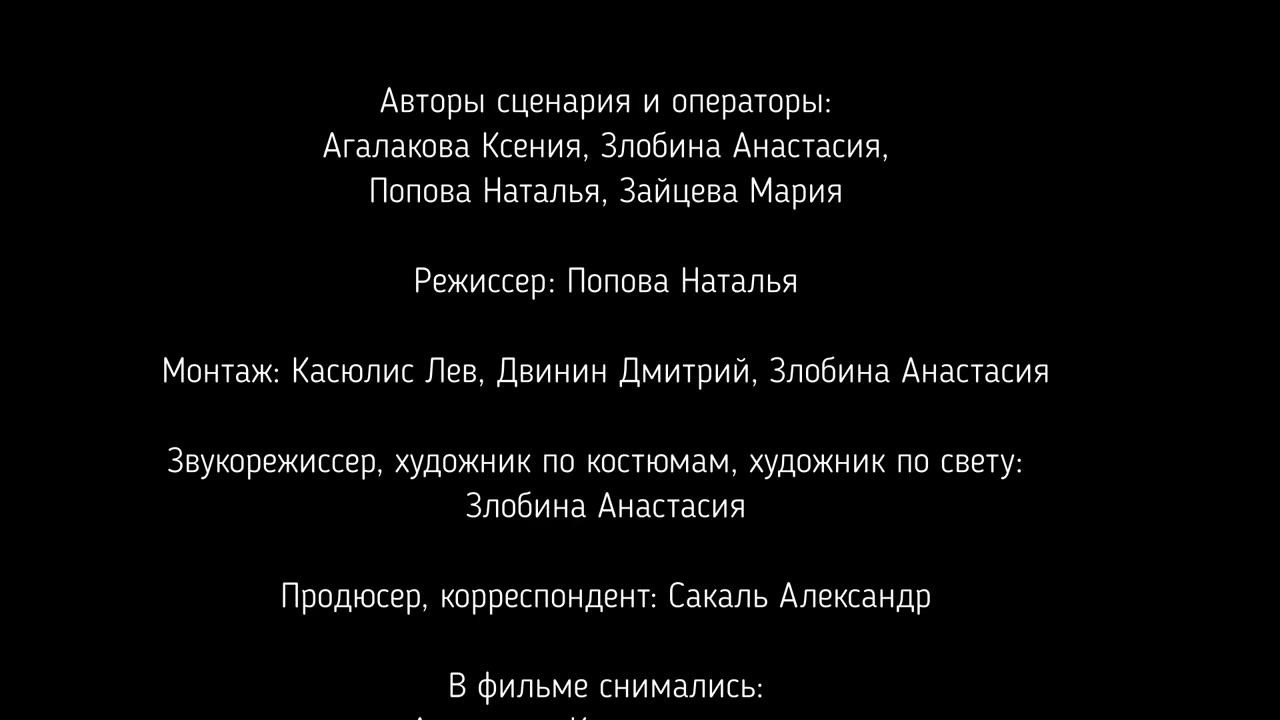 Авторы сценария и операторы:
Агалакова Ксения, Злобина Анастасия,
Попова Наталья, Зайцева Мария
Режиссер: Попова Наталья
Монтаж: Касюлис Лев, Двинин Дмитрий, Злобина Анастасия
Звукорежиссер, художник по костюмам, художник по свету:
Злобина Анастасия
Продюсер, корреспондент: Сакаль Александр
В фильме снимались: